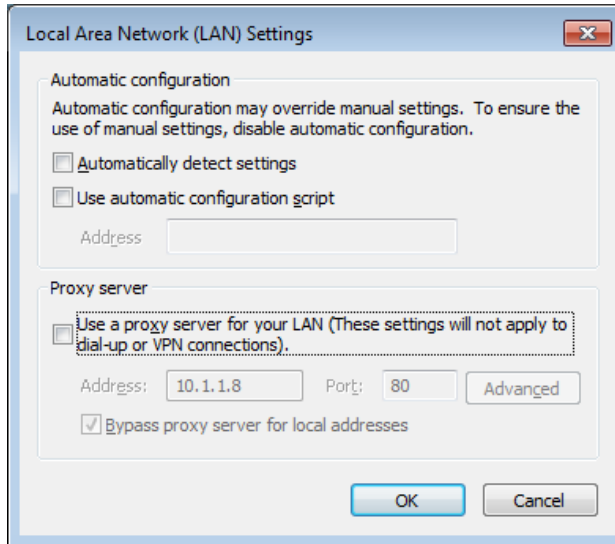 Local Area Network (LAN) Settings
Automatic configuration
Automatic configuration may override manual settings.  To ensure the
use of manual settings, disable automatic configuration.
Automatically detect settings
Use automatic configuration script
Address
Proxy server
Use a proxy server for your LAN (These settings will not apply to
dial-up or VPN connections).
Address: 10.1.1.8 Port: 80 Advanced
Bypass proxy server for local addresses
OK Cancel